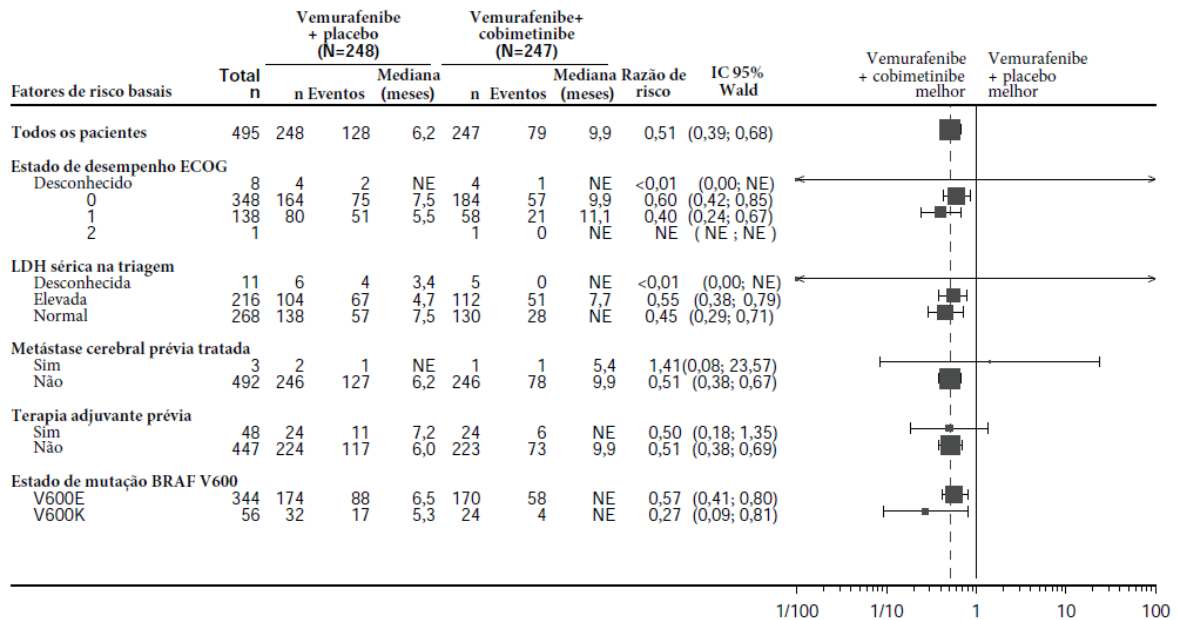 Vemurafenibe + placebo (N=248) Vemurafenibe+ cobimetinibe (N=247)
Vemurafenibe + cobimetinibe melhor Vemurafenibe + placebo melhor
Fatores de risco basais Total n n Eventos Mediana (meses) n Eventos Mediana (meses) Razão de risco IC 95% Wald
Todos os pacientes 495 248 128 6,2 247 79 9,9 0,51 (0,39; 0,68)
Estado de desempenho ECOG
Desconhecido 8 4 2 NE 4 1 NE <0,01 (0,00; NE)
0 348 164 75 7,5 184 57 9,9 0,60 (0,42; 0,85)
1 138 80 51 5,5 58 21 11,1 0,40 (0,24; 0,67)
2 1 1 0 NE NE ( NE ; NE )
LDH sérica na triagem
Desconhecida 11 6 4 3,4 5 0 NE <0,01 (0,00; NE)
Elevada 216 104 67 4,7 112 51 7,7 0,55 (0,38; 0,79)
Normal 268 138 57 7,5 130 28 NE 0,45 (0,29; 0,71)
Metástase cerebral prévia tratada
Sim 3 2 1 NE 1 1 5,4 1,41(0,08; 23,57)
Não 492 246 127 6,2 246 78 9,9 0,51 (0,38; 0,67)
Terapia adjuvante prévia
Sim 48 24 11 7,2 24 6 NE 0,50 (0,18; 1,35)
Não 447 224 117 6,0 223 73 9,9 0,51 (0,38; 0,69)
Estado de mutação BRAF V600
V600E 344 174 88 6,5 170 58 NE 0,57 (0,41; 0,80)
V600K 56 32 17 5,3 24 4 NE 0,27 (0,09; 0,81)
1/100 1/10 1 10 100